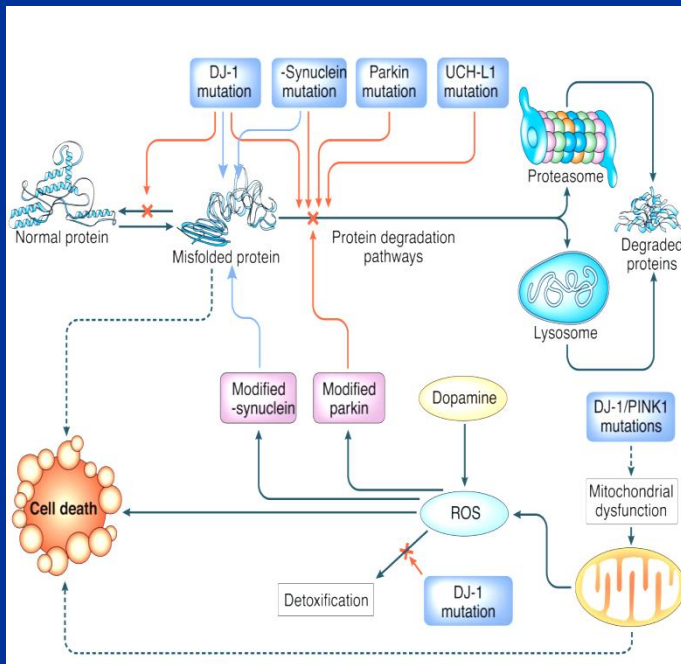 DJ-1
mutation
-Synuclein
mutation
Parkin
mutation
UCH-L1
mutation
Proteasome
Normal protein
Misfolded protein
Protein degradation
pathways
Degraded
proteins
Lysosome
Modified
-synuclein
Modified
parkin
Dopamine
DJ-1/PINK1
mutations
Cell death
ROS
Mitochondrial
dysfunction
Detoxification
DJ-1
mutation